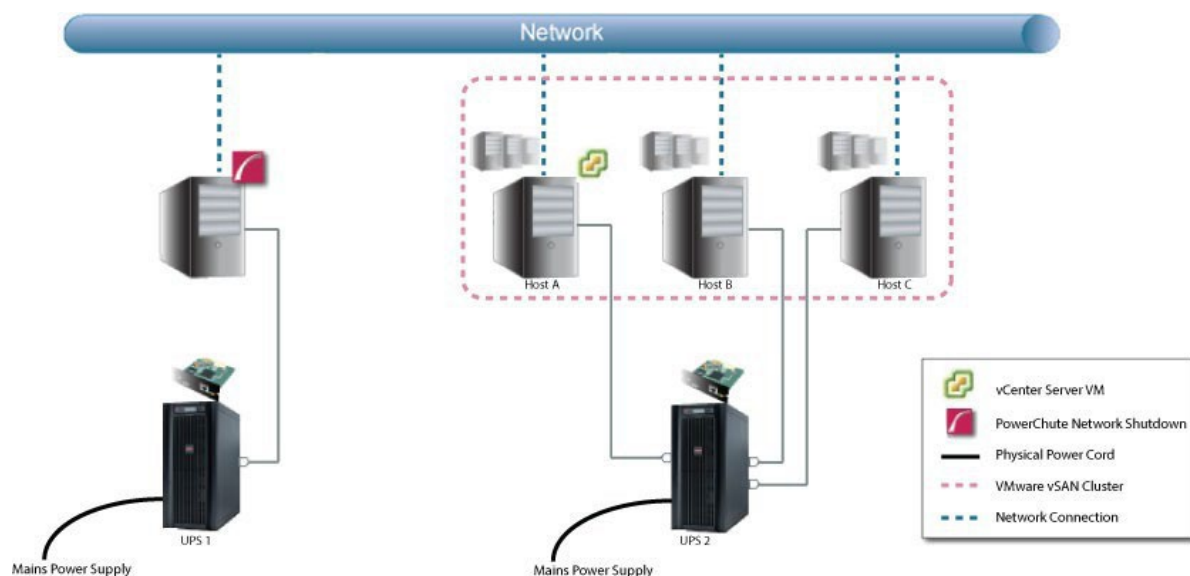 Network
Host A
Host B
Host C
UPS 1
UPS 2
Mains Power Supply
Mains Power Supply
vCenter Server VM
PowerChute Network Shutdown
Physical Power Cord
VMware vSAN Cluster
Network Connection